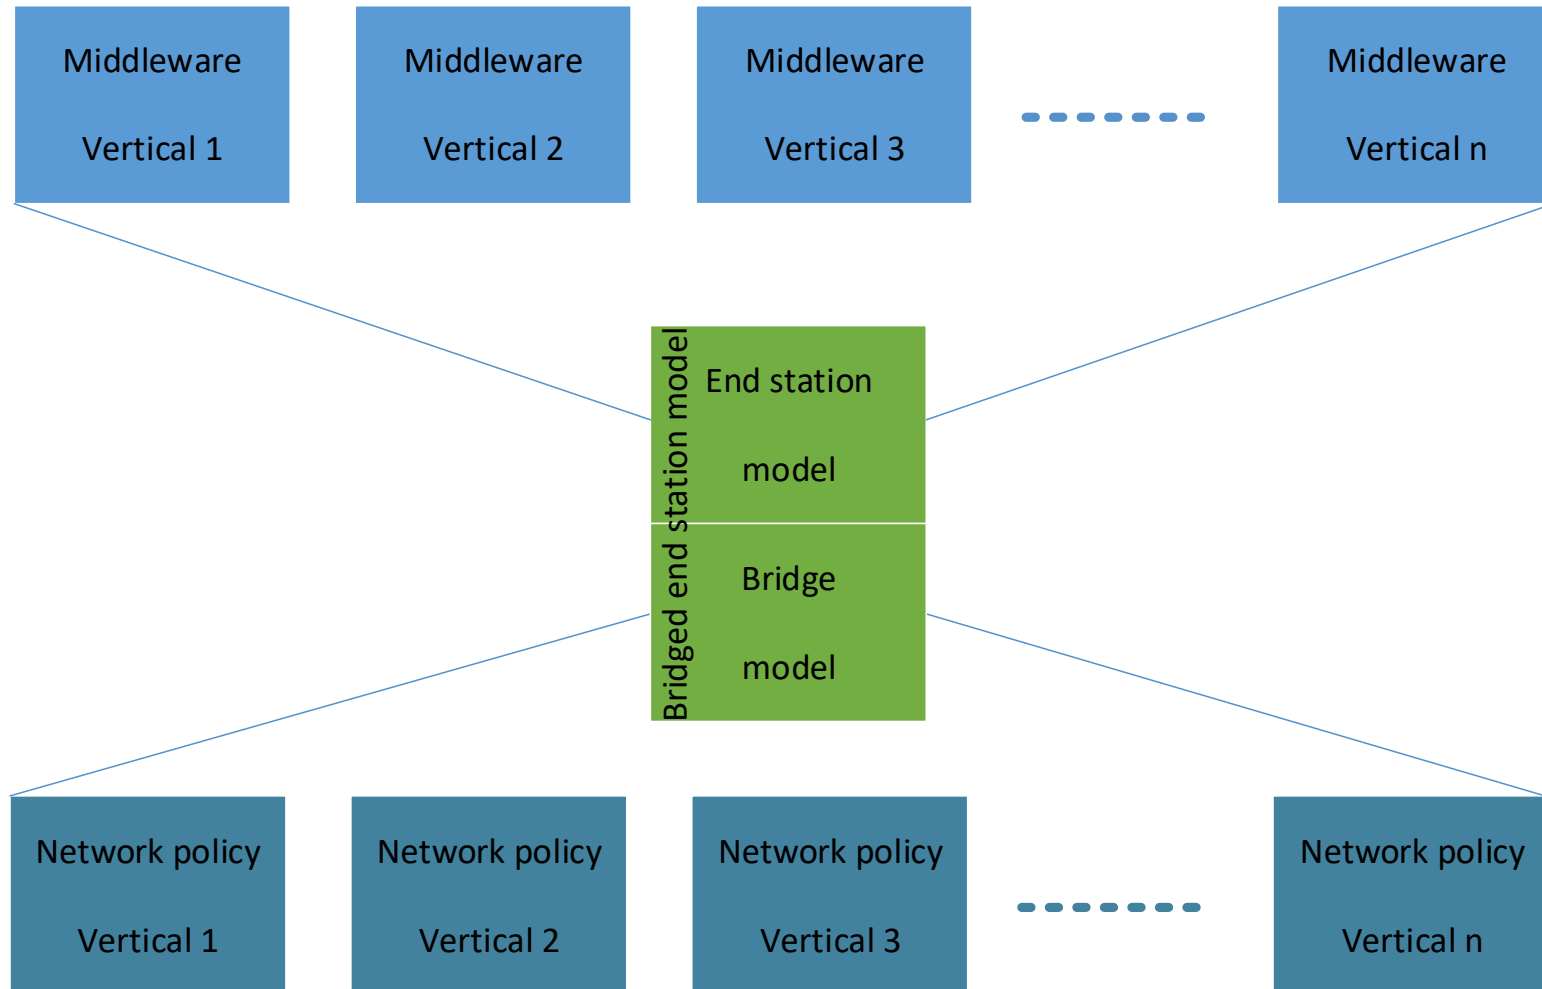 Middleware
Vertical 1
Middleware
Vertical 2
Middleware
Vertical 3
Middleware
Vertical n
Bridged end station model
End station
model
Bridge
model
Network policy
Vertical 1
Network policy
Vertical 2
Network policy
Vertical 3
Network policy
Vertical n